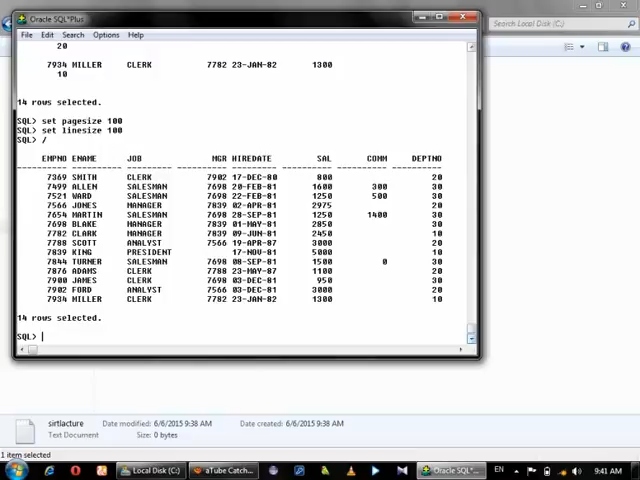 Oracle SQL*Plus
Search Local Disk (C:)
File Edit Search Options Help
20
7934 MILLER CLERK 7782 23-JAN-82 1300
10
14 rows selected.
SQL> set pagesize 100
SQL> set linesize 100
SQL> /
EMPNO ENAME JOB MGR HIREDATE SAL COMM DEPTNO
7369 SMITH CLERK 7902 17-DEC-80 800 20
7499 ALLEN SALESMAN 7698 20-FEB-81 1600 300 30
7521 WARD SALESMAN 7698 22-FEB-81 1250 500 30
7566 JONES MANAGER 7839 02-APR-81 2975 20
7654 MARTIN SALESMAN 7698 28-SEP-81 1250 1400 30
7698 BLAKE MANAGER 7839 01-MAY-81 2850 30
7782 CLARK MANAGER 7839 09-JUN-81 2450 10
7788 SCOTT ANALYST 7566 19-APR-87 3000 20
7839 KING PRESIDENT 17-NOV-81 5000 10
7844 TURNER SALESMAN 7698 08-SEP-81 1500 0 30
7876 ADAMS CLERK 7788 23-MAY-87 1100 20
7900 JAMES CLERK 7698 03-DEC-81 950 30
7902 FORD ANALYST 7566 03-DEC-81 3000 20
7934 MILLER CLERK 7782 23-JAN-82 1300 10
14 rows selected.
SQL>
sirtlacture Date modified: 6/6/2015 9:38 AM Date created: 6/6/2015 9:38 AM
Text Document Size: 0 bytes
1 item selected
Local Disk (C:) aTube Catch... Oracle SQL*... EN 9:41 AM